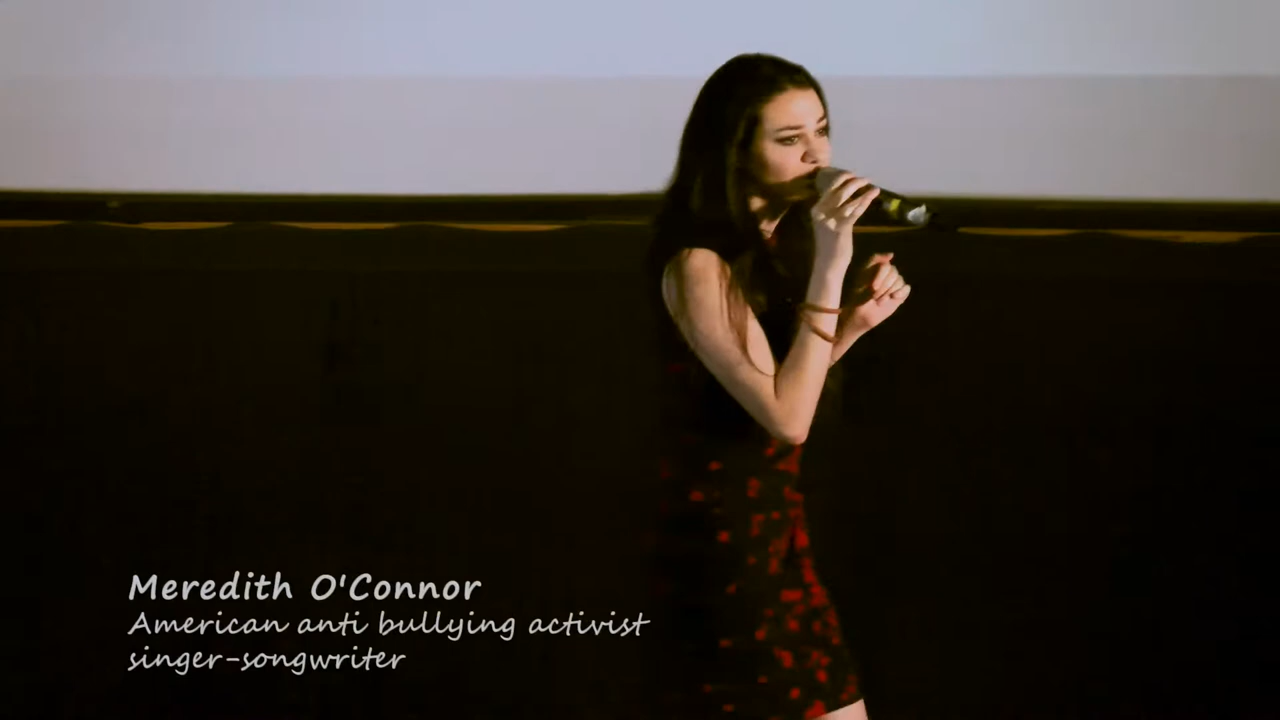 Meredith O'Connor
American anti bullying activist
singer-songwriter